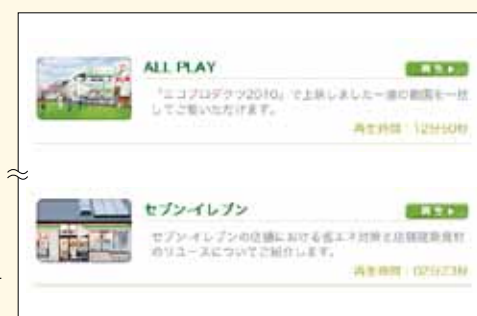 ALL PLAY
再生
「エコプロダクツ2010」で上映しました一連の動画を一括
してご覧いただけます。
再生時間：12分50秒
セブン-イレブン
再生
セブン-イレブンの店舗における省エネ対策と店舗建築資材
のリユースについてご紹介します。
再生時間：02分23秒